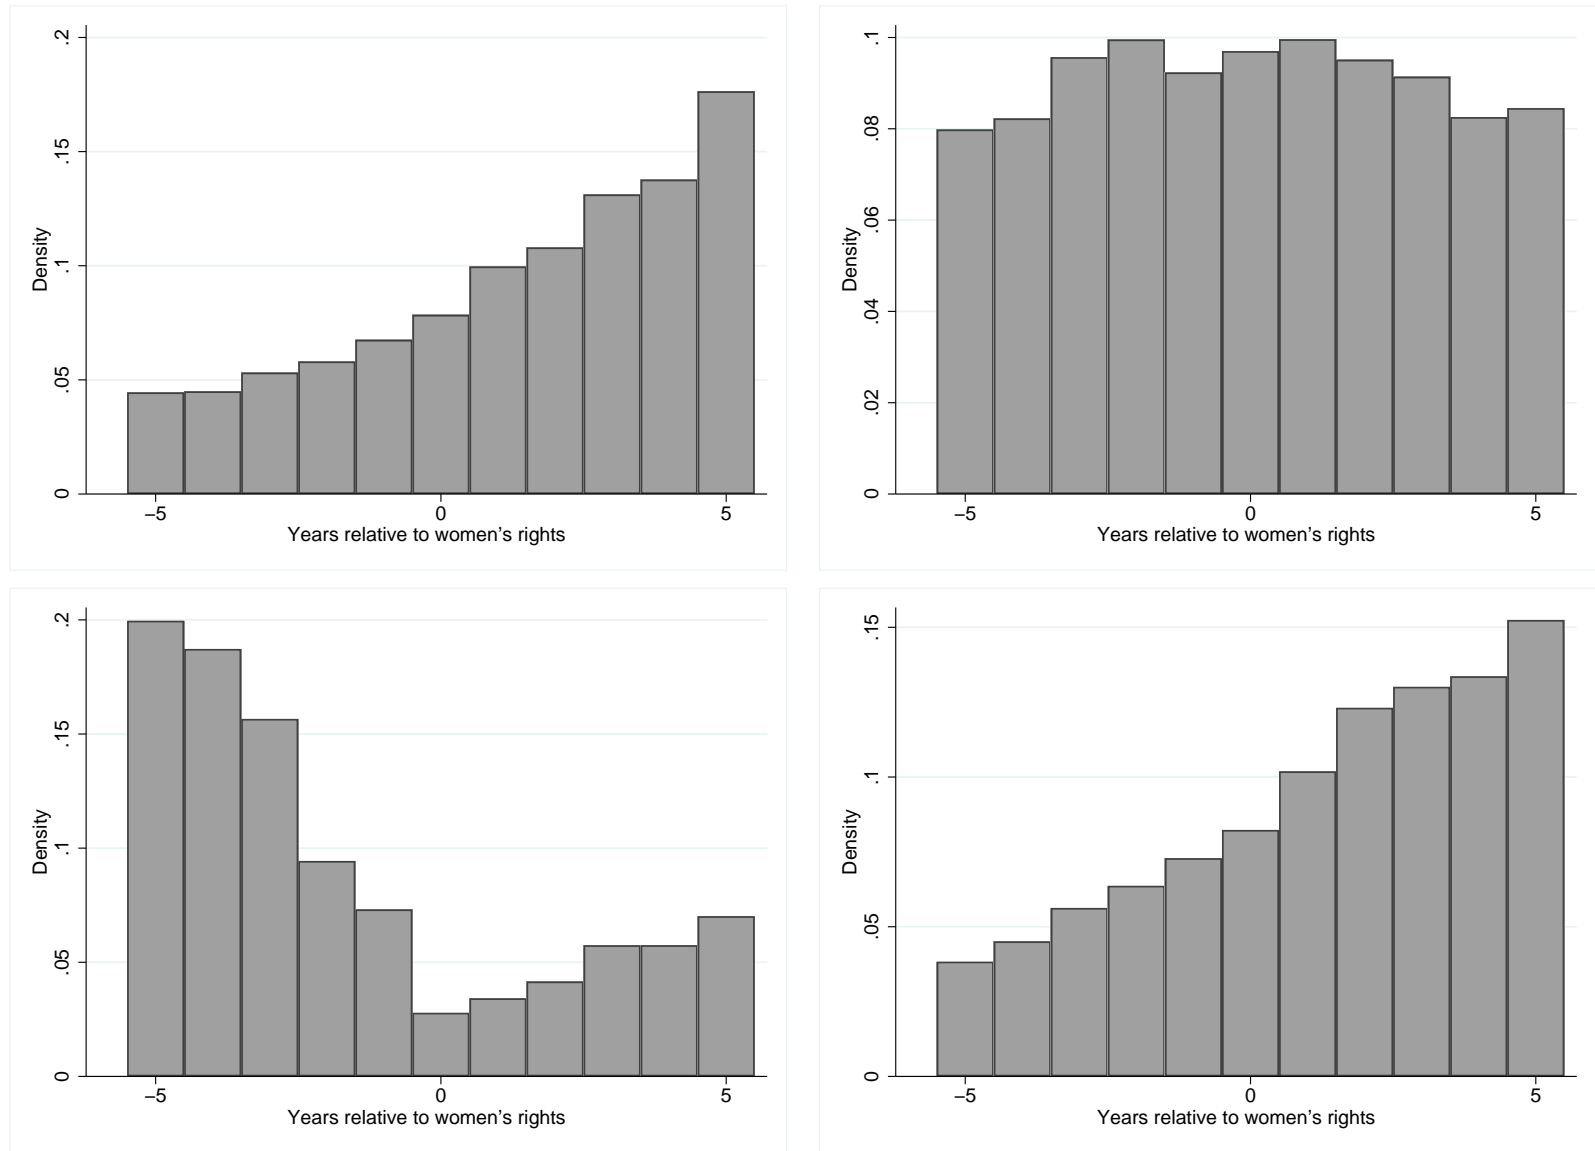 .2
.15
.1
.05
0
Density
–5 0 5
Years relative to women’s rights
.1
.08
.06
.04
.02
0
Density
–5 0 5
Years relative to women’s rights
.2
.15
.1
.05
0
Density
–5 0 5
Years relative to women’s rights
.15
.1
.05
0
Density
–5 0 5
Years relative to women’s rights